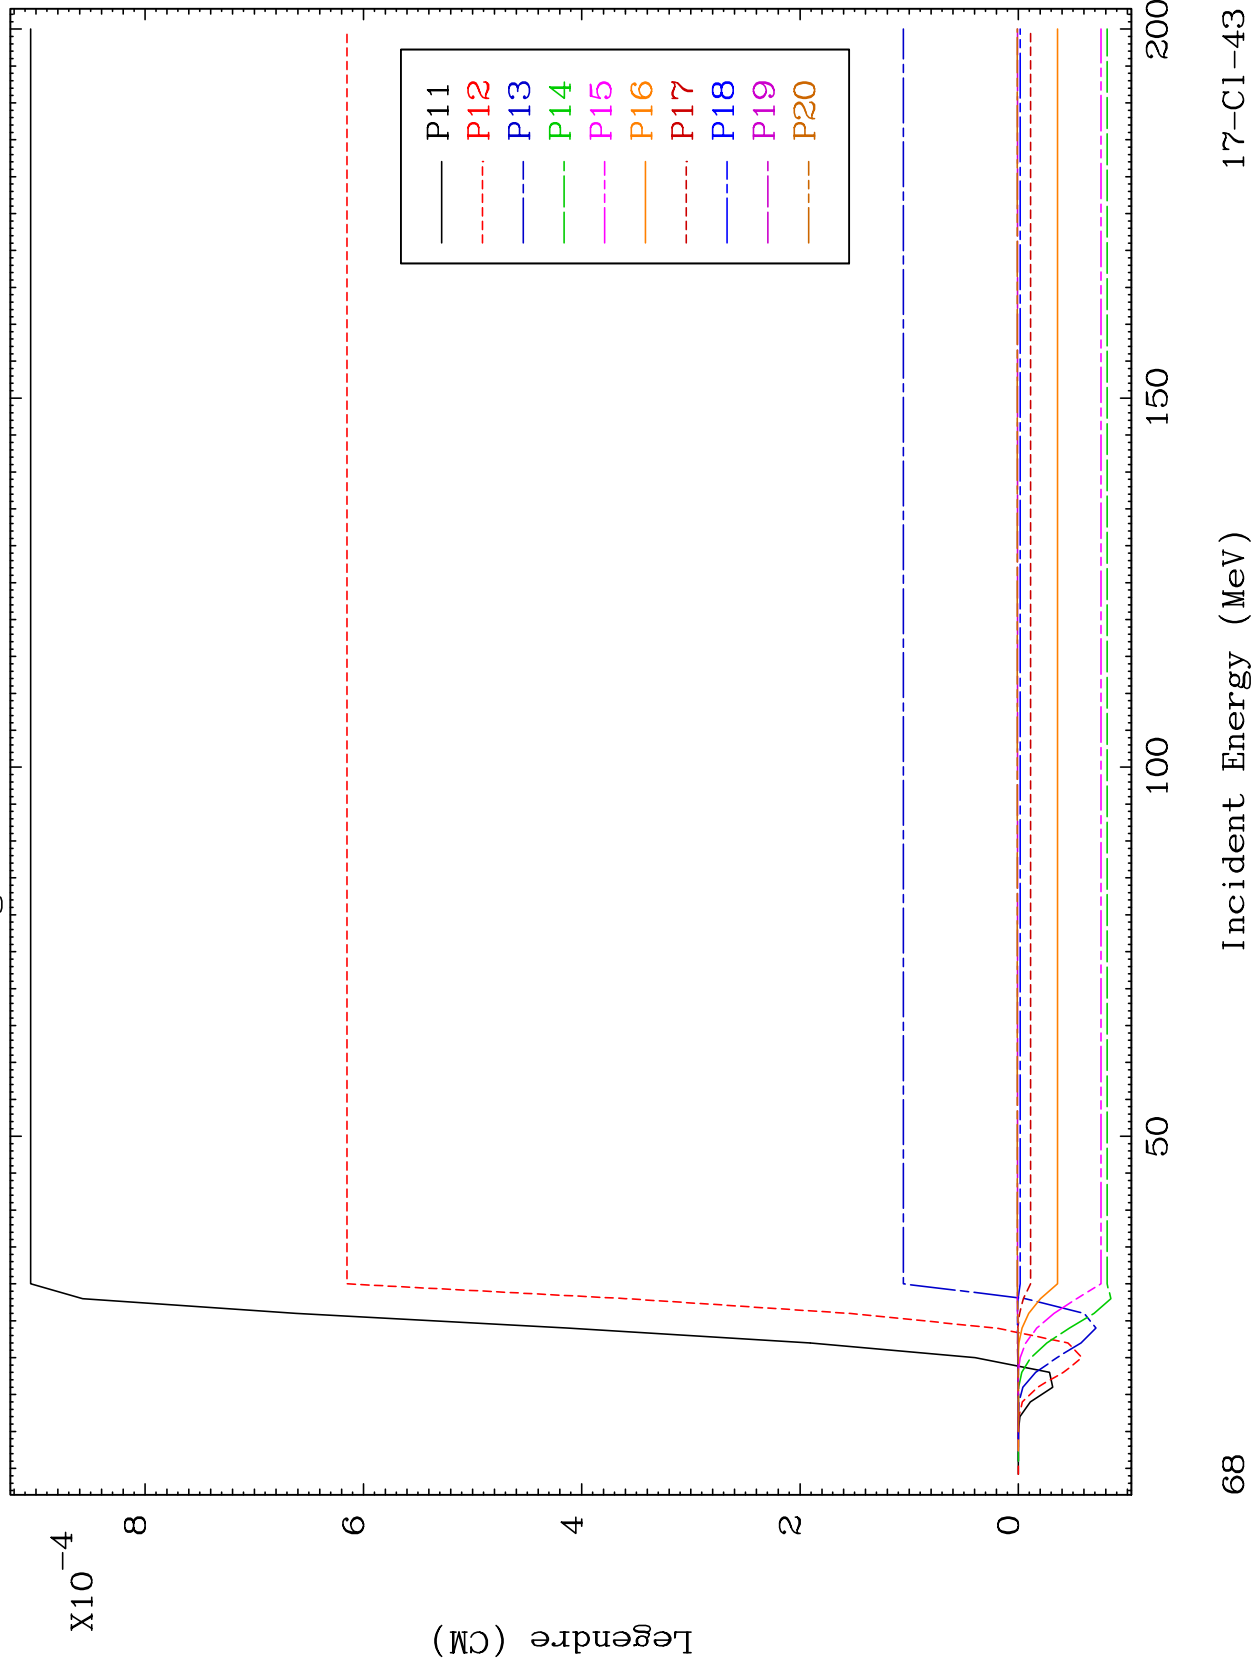 X10-4
8
6
4
2
0
Legendre (CM)
P11
P12
P13
P14
P15
P16
P17
P18
P19
P20
50
100
150
200
Incident Energy (MeV)
68
17-Cl-43